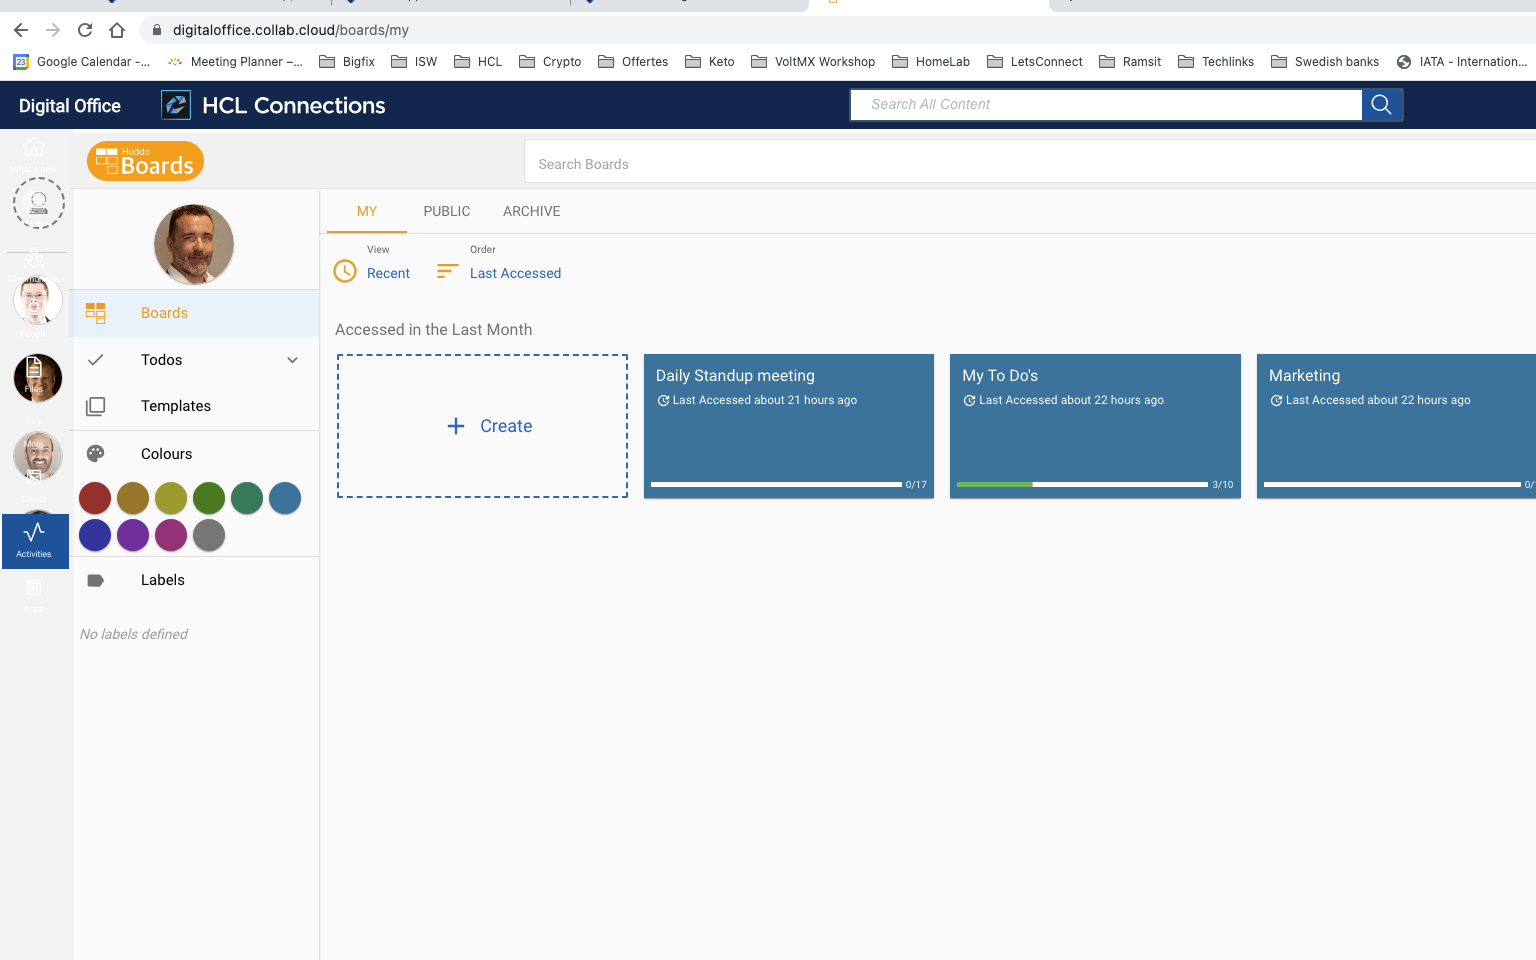 digitaloffice.collab.cloud/boards/my
23 Google Calendar -... Meeting Planner –... Bigfix ISW HCL Crypto Offertes Keto VoltMX Workshop HomeLab LetsConnect Ramsit Techlinks Swedish banks IATA - Internation...
Digital Office HCL Connections Search All Content
Huddo
Boards
Search Boards
MY PUBLIC ARCHIVE
View Order
Recent Last Accessed
Boards
Accessed in the Last Month
Todos
Files
Daily Standup meeting My To Do's Marketing
Last Accessed about 21 hours ago Last Accessed about 22 hours ago Last Accessed about 22 hours ago
Templates
Create
More
Colours
0/17 3/10 0/
Activities
Labels
Apps
No labels defined